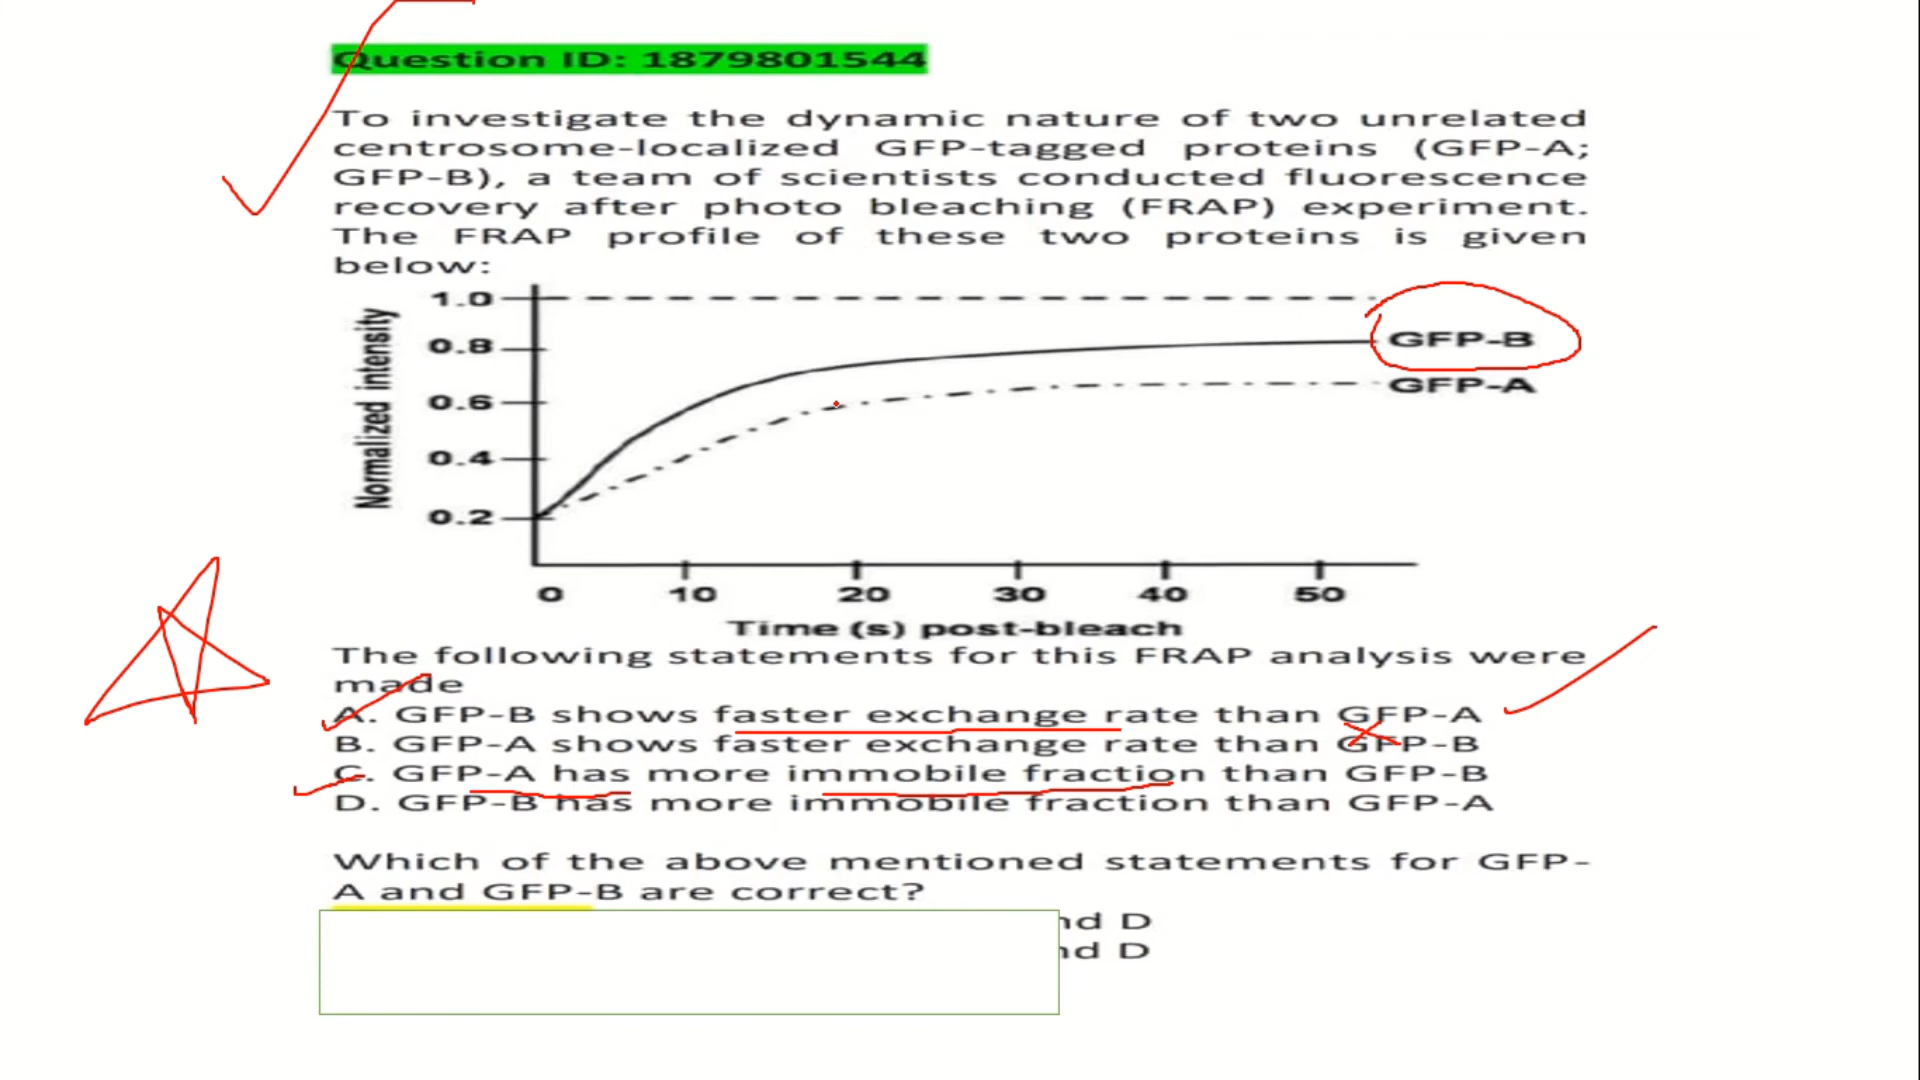 Question ID: 1879801544
To investigate the dynamic nature of two unrelated
centrosome-localized GFP-tagged proteins (GFP-A;
GFP-B), a team of scientists conducted fluorescence
recovery after photo bleaching (FRAP) experiment.
The FRAP profile of these two proteins is given
below:
1.0
0.8
0.6
0.4
0.2
Normalized intensity
GFP-B
GFP-A
0 10 20 30 40 50
Time (s) post-bleach
The following statements for this FRAP analysis were
made
A. GFP-B shows faster exchange rate than GFP-A
B. GFP-A shows faster exchange rate than GFP-B
C. GFP-A has more immobile fraction than GFP-B
D. GFP-B has more immobile fraction than GFP-A
Which of the above mentioned statements for GFP-
A and GFP-B are correct?
nd D
nd D